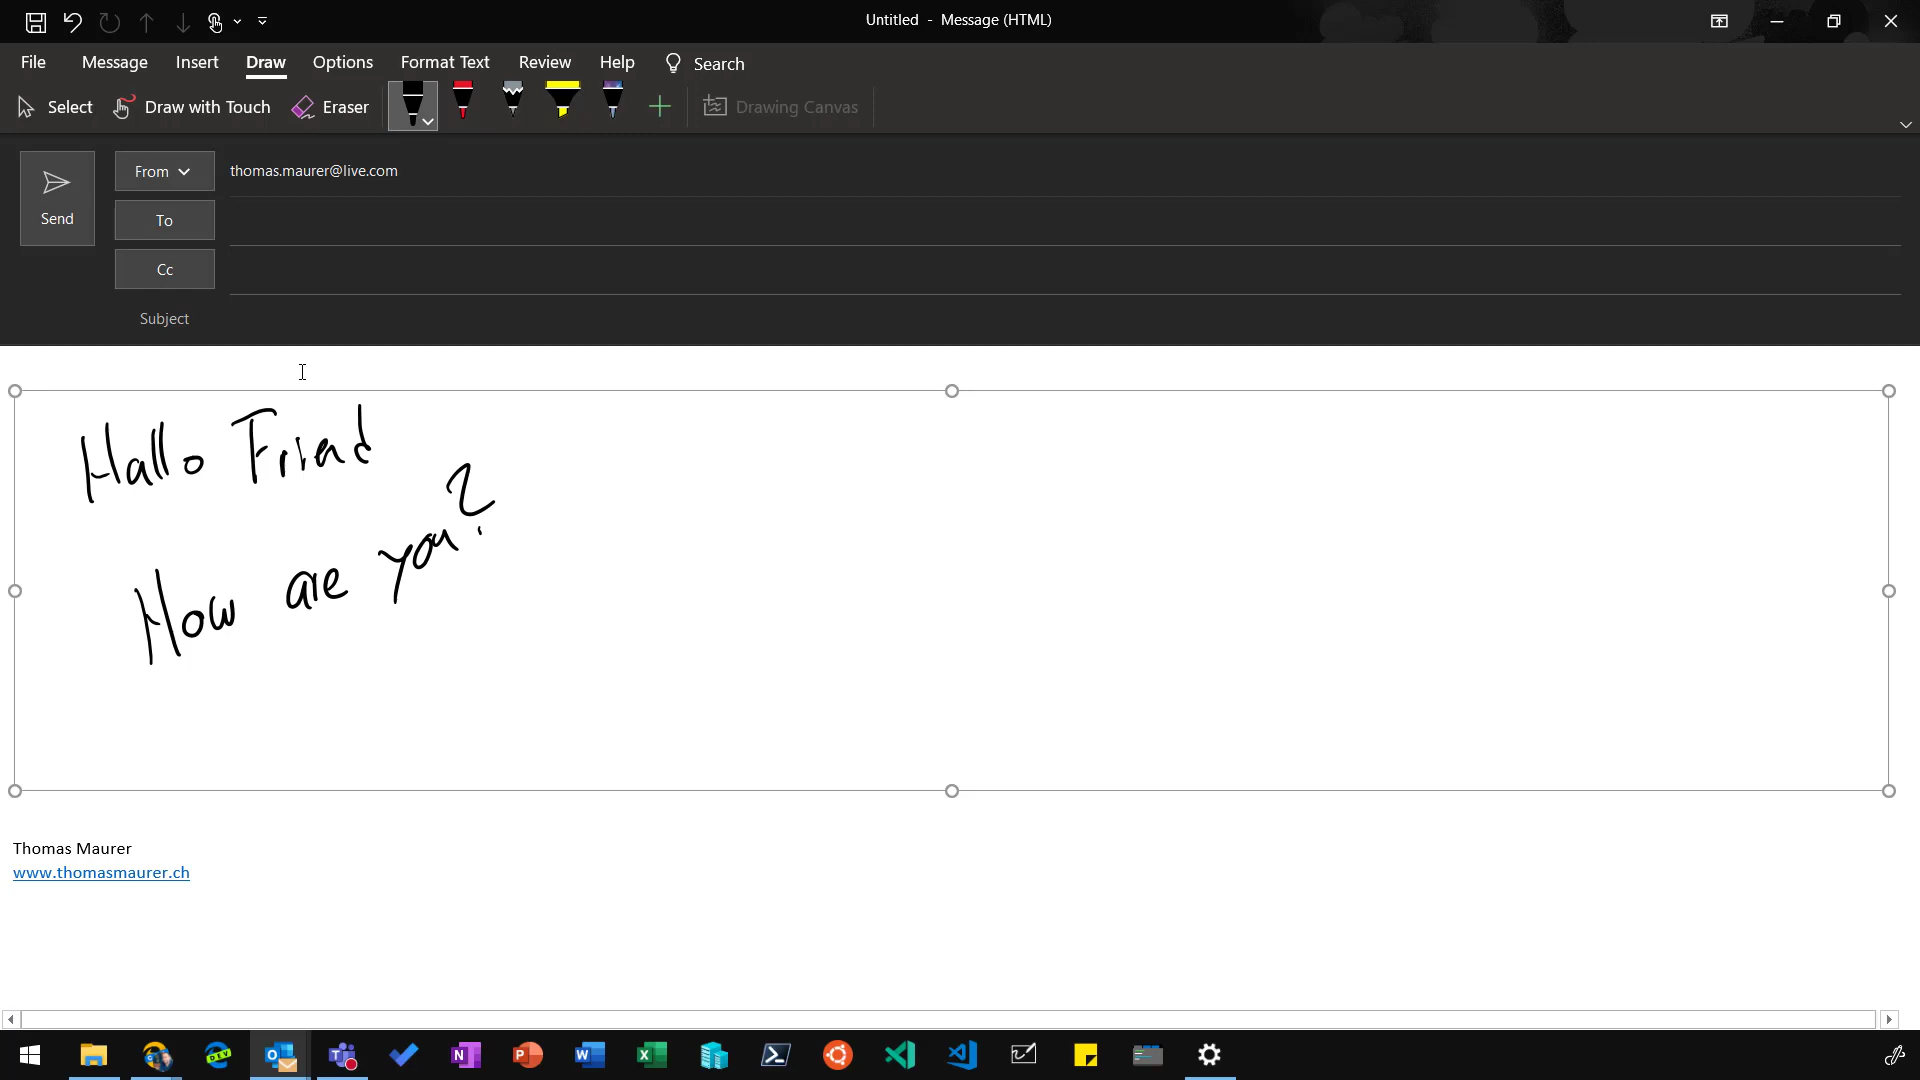 Untitled - Message (HTML)
File Message Insert Draw Options Format Text Review Help Search
Select Draw with Touch Eraser Drawing Canvas
Send
From thomas.maurer@live.com
To
Cc
Subject
Hallo Friend
How are you?
Thomas Maurer
www.thomasmaurer.ch